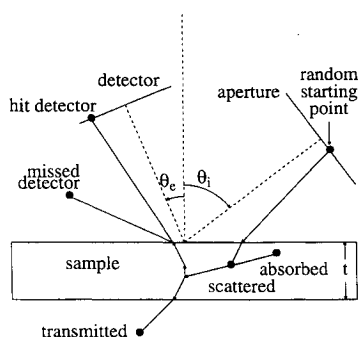 detector
random
starting
point
aperture
hit detector
missed
detector
θe
θi
sample
absorbed
scattered
t
transmitted